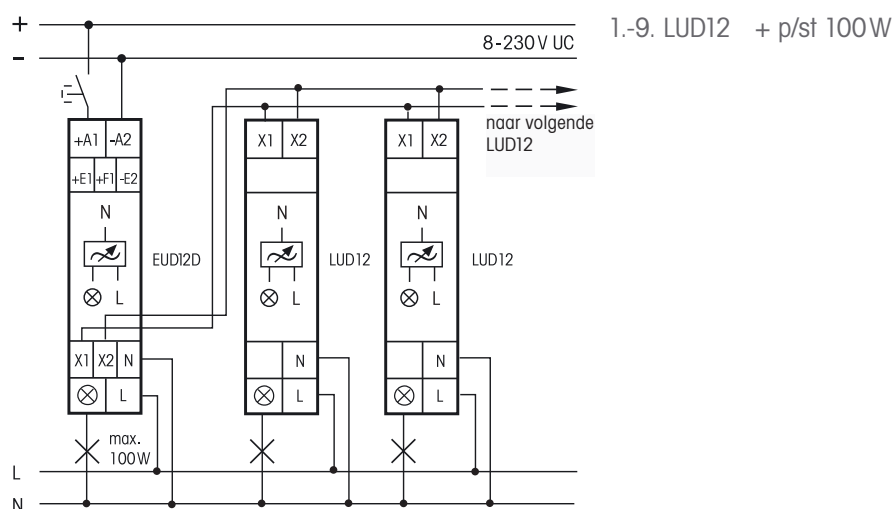 +
8-230 V UC
1.-9. LUD12 + p/st 100W
-
naar volgende
LUD12
+A1 -A2
X1 X2
X1 X2
+E1 +F1 -E2
N
N
N
EUD12D
LUD12
LUD12
L
L
L
X1 X2 N
N
N
L
L
L
max.
100W
L
N